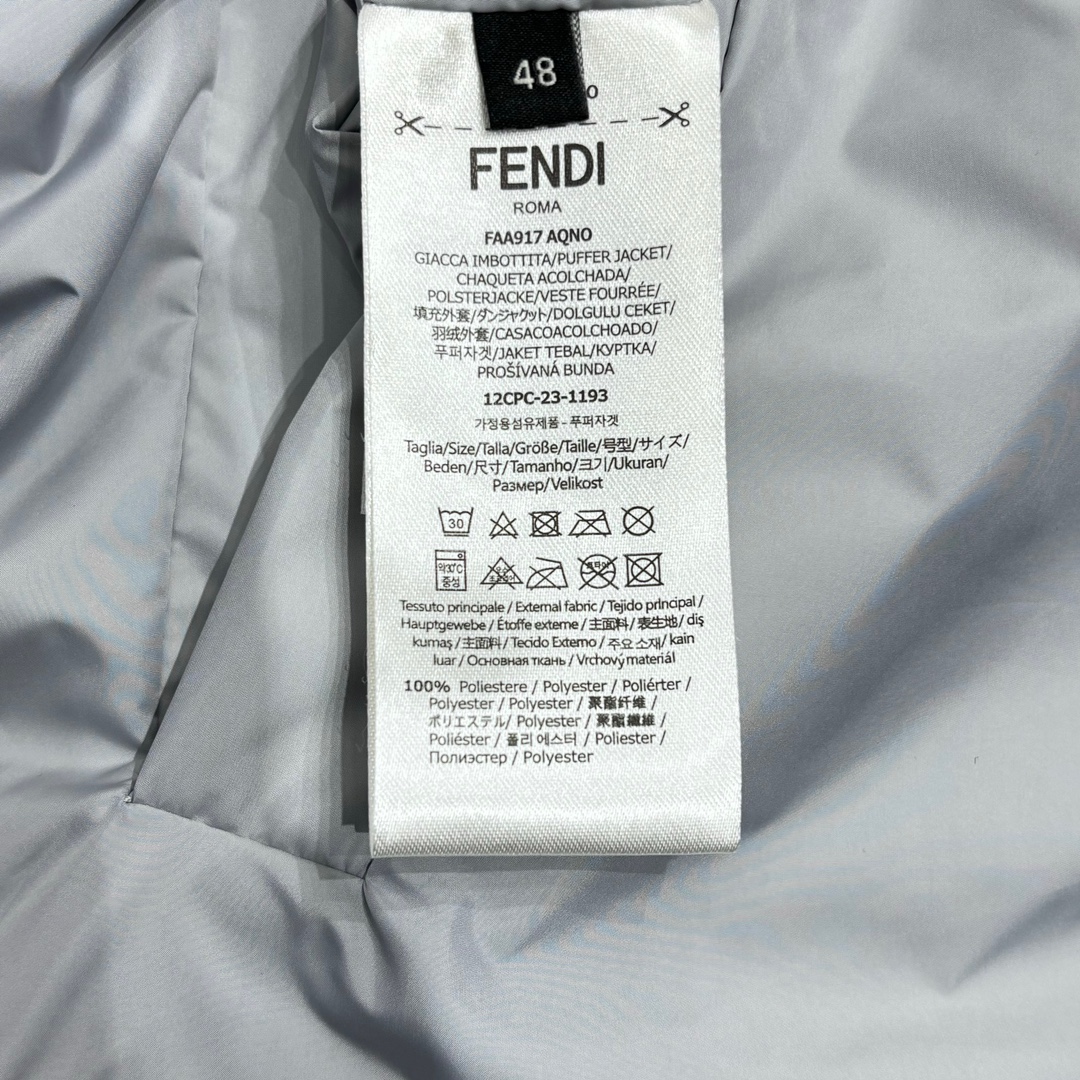 48
o
FENDI
ROMA
FAA917 AQNO
GIACCA IMBOTTITA/PUFFER JACKET/
CHAQUETA ACOLCHADA/
POLSTERJACKE/VESTE FOURRÉE/
填充外套/ダンジャケット/DOLGULU CEKET/
羽绒外套/CASACOACOLCHOADO/
푸퍼자겟/JAKET TEBAL/КУРТКА/
PROŠÍVANÁ BUNDA
12CPC-23-1193
가정용섬유제품-푸퍼자겟
Taglia/Size/Talla/Größe/Taille/号型/サイズ/
Beden/尺寸/Tamanho/크기/Ukuran/
Размер/Velikost
30
약30℃
중성
Tessuto principale / External fabric / Tejido principal /
Hauptgewebe / Étoffe externe / 主面料 / 表生地/ diş
kumaş / 主面料 / Tecido Externo / 주요 소재/ kain
luar / Основная ткань / Vrchový materiál
100% Poliestere / Polyester / Poliérter /
Polyester / Polyester / 聚酯纤维 /
ポリエステル/ Polyester / 聚酯纖維 /
Poliéster / 폴리 에스터 / Poliester /
Полиэстер / Polyester